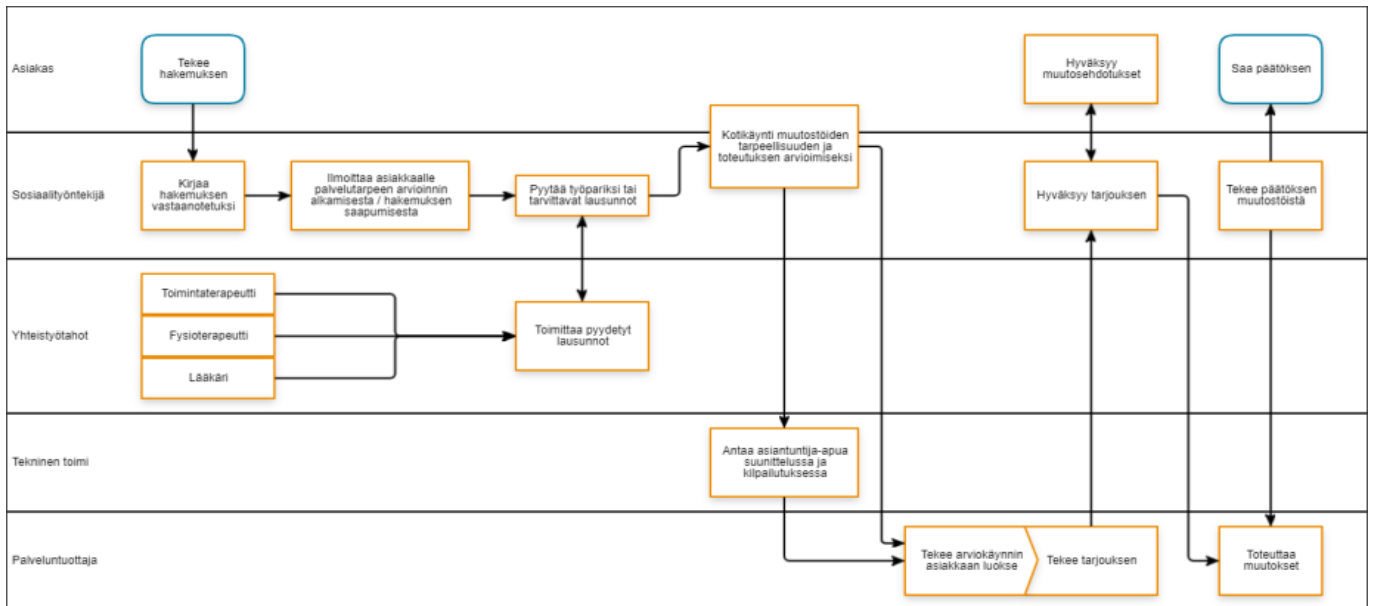 Asiakas
Tekee
hakemuksen
Hyväksyy
muutosehdotukset
Saa päätöksen
Sosiaalityöntekijä
Kirjaa
hakemuksen
vastaanotetuksi
Ilmoittaa asiakkaalle
palvelutarpeen arvioinnin
alkamisesta / hakemuksen
saapumisesta
Pyytää työpariksi tai
tarvittavat lausunnot
Kotikäynti muutostöiden
tarpeellisuuden ja
toteutuksen arvioimiseksi
Hyväksyy tarjouksen
Tekee päätöksen
muutostöistä
Yhteistyötahot
Toimintaterapeutti
Fysioterapeutti
Lääkäri
Toimittaa pyydetyt
lausunnot
Tekninen toimi
Antaa asiantuntija-apua
suunittelussa ja
kilpailutuksessa
Palveluntuottaja
Tekee arviokäynnin
asiakkaan luokse
Tekee tarjouksen
Toteuttaa
muutokset